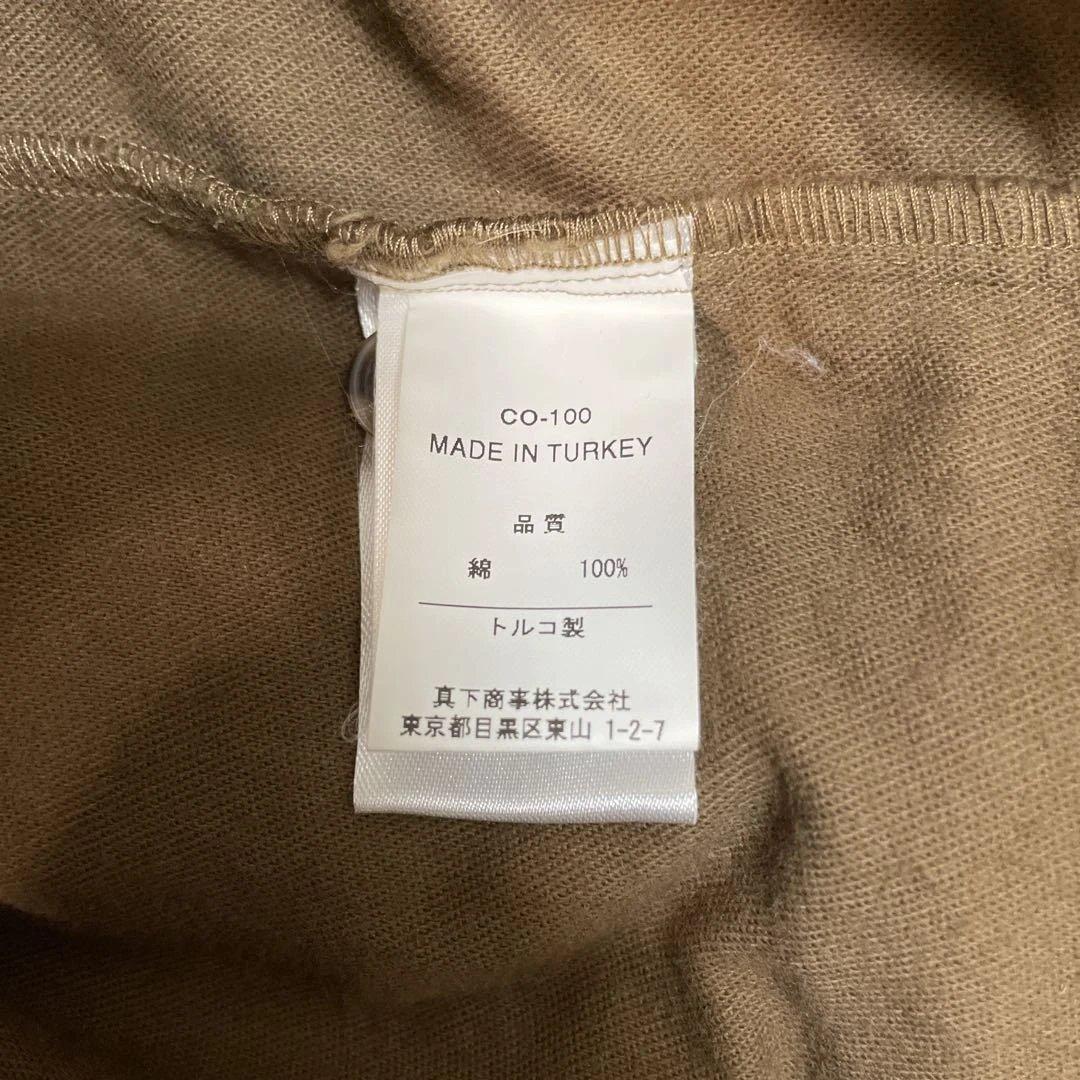 CO-100
MADE IN TURKEY
品質
綿 100%
トルコ製
真下商事株式会社
東京都目黒区東山 1-2-7